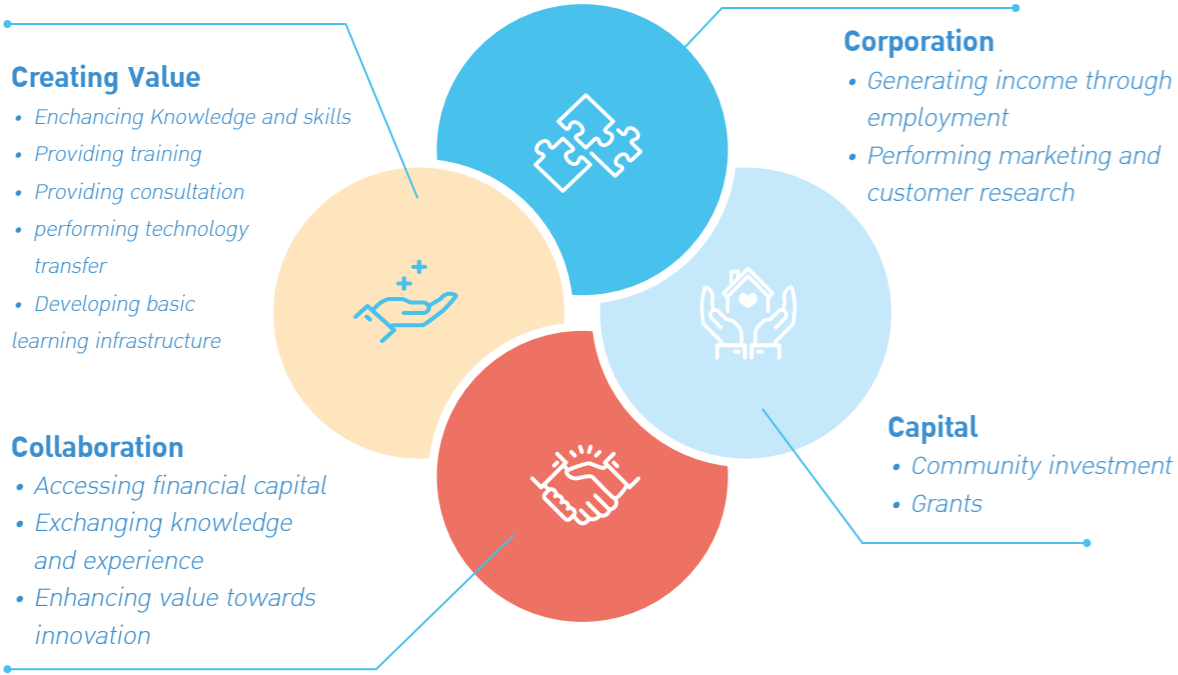 Creating Value
• Enchancing Knowledge and skills
• Providing training
• Providing consultation
• performing technology
transfer
• Developing basic
learning infrastructure
Corporation
• Generating income through
employment
• Performing marketing and
customer research
Collaboration
• Accessing financial capital
• Exchanging knowledge
and experience
• Enhancing value towards
innovation
Capital
• Community investment
• Grants